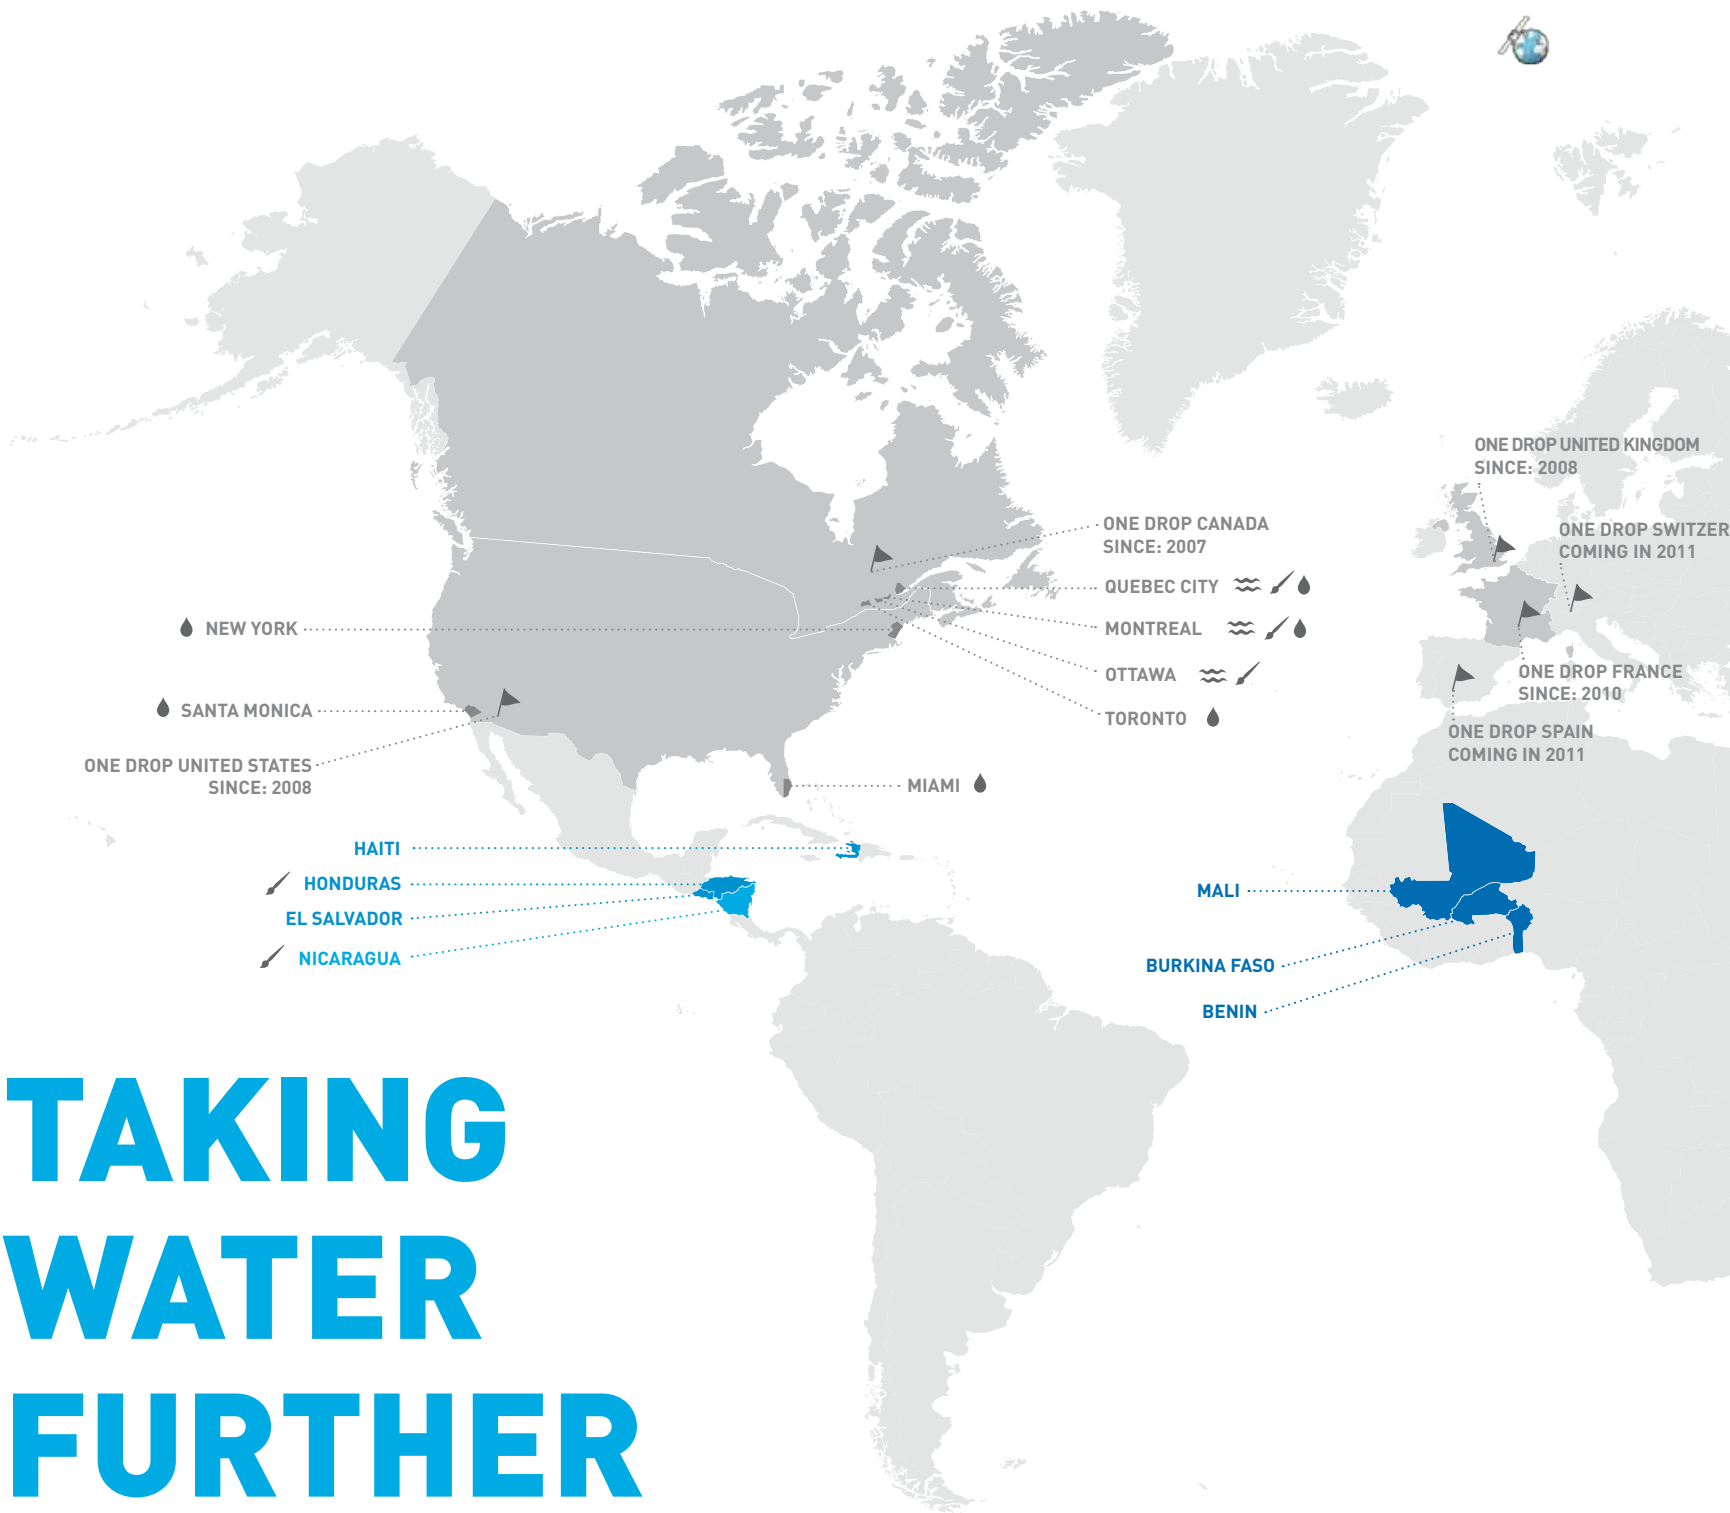 ONE DROP UNITED KINGDOM
SINCE: 2008
ONE DROP SWITZER
COMING IN 2011
ONE DROP CANADA
SINCE: 2007
QUEBEC CITY
NEW YORK
MONTREAL
OTTAWA
ONE DROP FRANCE
SINCE: 2010
SANTA MONICA
TORONTO
ONE DROP SPAIN
COMING IN 2011
ONE DROP UNITED STATES
SINCE: 2008
MIAMI
HAITI
HONDURAS
EL SALVADOR
NICARAGUA
MALI
BURKINA FASO
BENIN
TAKING
WATER
FURTHER